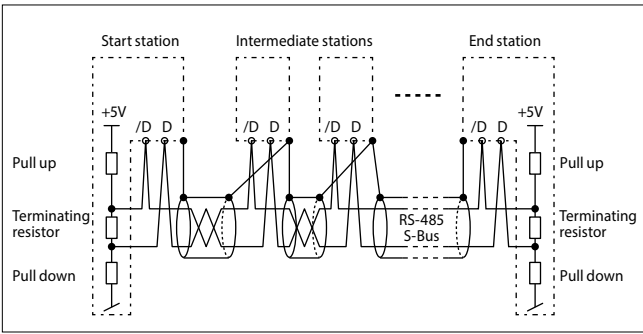 Start station
Intermediate stations
End station
+5V
/D D
/D D
/D D
/D D
+5V
Pull up
Pull up
Terminating
resistor
RS-485
S-Bus
Terminating
resistor
Pull down
Pull down